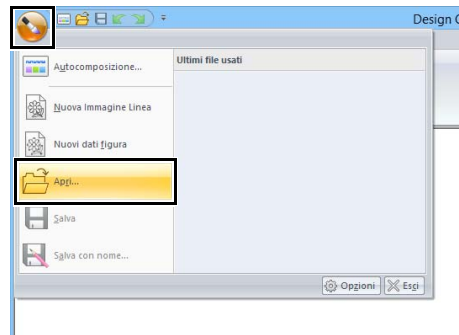 Design C
Autocomposizione...
Ultimi file usati
Nuova Immagine Linea
Nuovi dati figura
Apri...
Salva
Salva con nome...
Opzioni
Esci